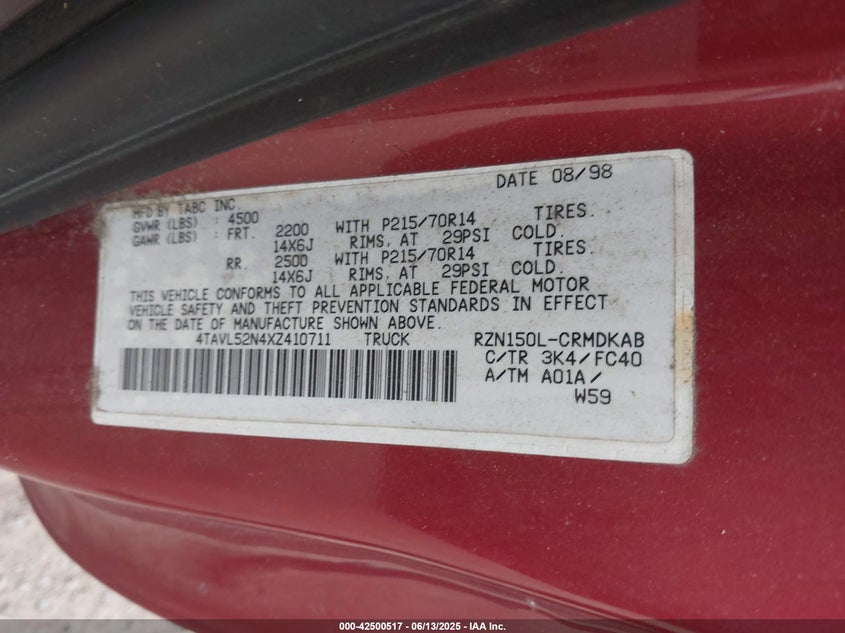 DATE 08/98
MFD BY TABC INC.
GVWR (LBS) : 4500
GAWR (LBS) : FRT. 2200 WITH P215/70R14 TIRES.
14X6J RIMS, AT 29PSI COLD.
RR. 2500 WITH P215/70R14 TIRES.
14X6J RIMS, AT 29PSI COLD.
THIS VEHICLE CONFORMS TO ALL APPLICABLE FEDERAL MOTOR
VEHICLE SAFETY AND THEFT PREVENTION STANDARDS IN EFFECT
ON THE DATE OF MANUFACTURE SHOWN ABOVE.
4TAVL52N4XZ410711 TRUCK RZN150L-CRMDKAB
C/TR 3K4/FC40
A/TM A01A/
W59
000-42500517 - 06/13/2025 - IAA Inc.